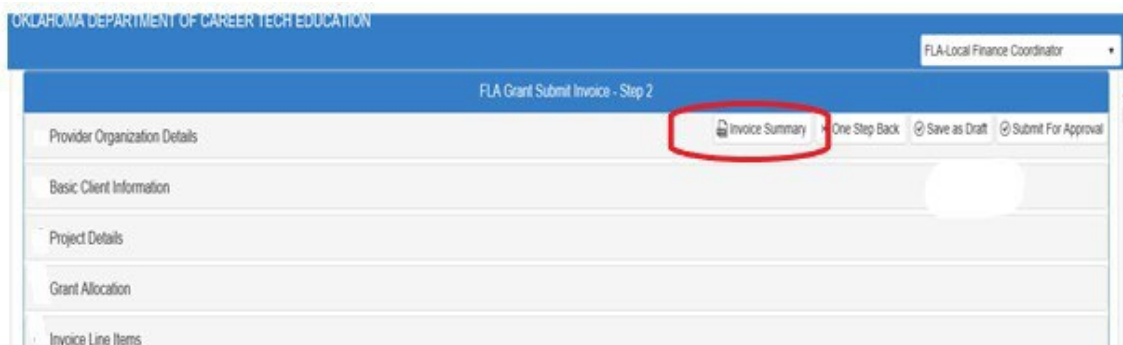 OKLAHOMA DEPARTMENT OF CAREER TECH EDUCATION
FLA-Local Finance Coordinator
FLA Grant Submit Invoice - Step 2
Provider Organization Details
Invoice Summary One Step Back Save as Draft Submit For Approval
Basic Client Information
Project Details
Grant Allocation
Invoice Line Items